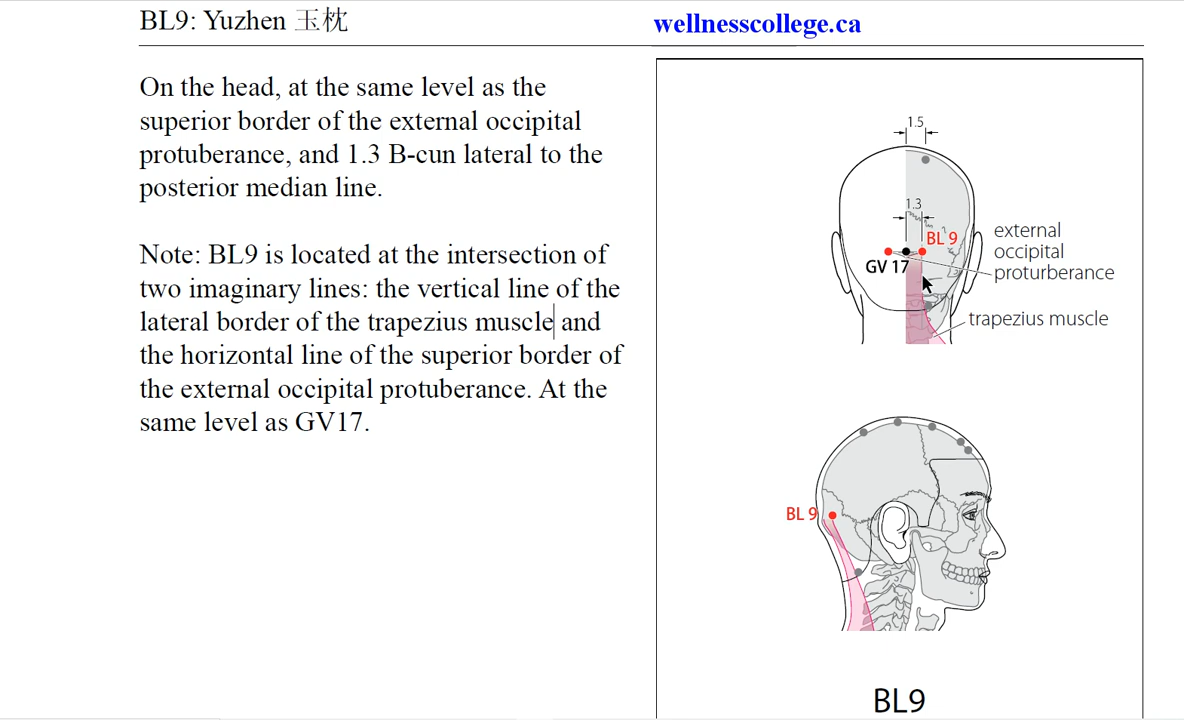 BL9: Yuzhen 玉枕
wellnesscollege.ca
On the head, at the same level as the
superior border of the external occipital
protuberance, and 1.3 B-cun lateral to the
posterior median line.
Note: BL9 is located at the intersection of
two imaginary lines: the vertical line of the
lateral border of the trapezius muscle and
the horizontal line of the superior border of
the external occipital protuberance. At the
same level as GV17.
1.5
1.3
BL 9
GV 17
external
occipital
proturberance
trapezius muscle
BL 9
BL9